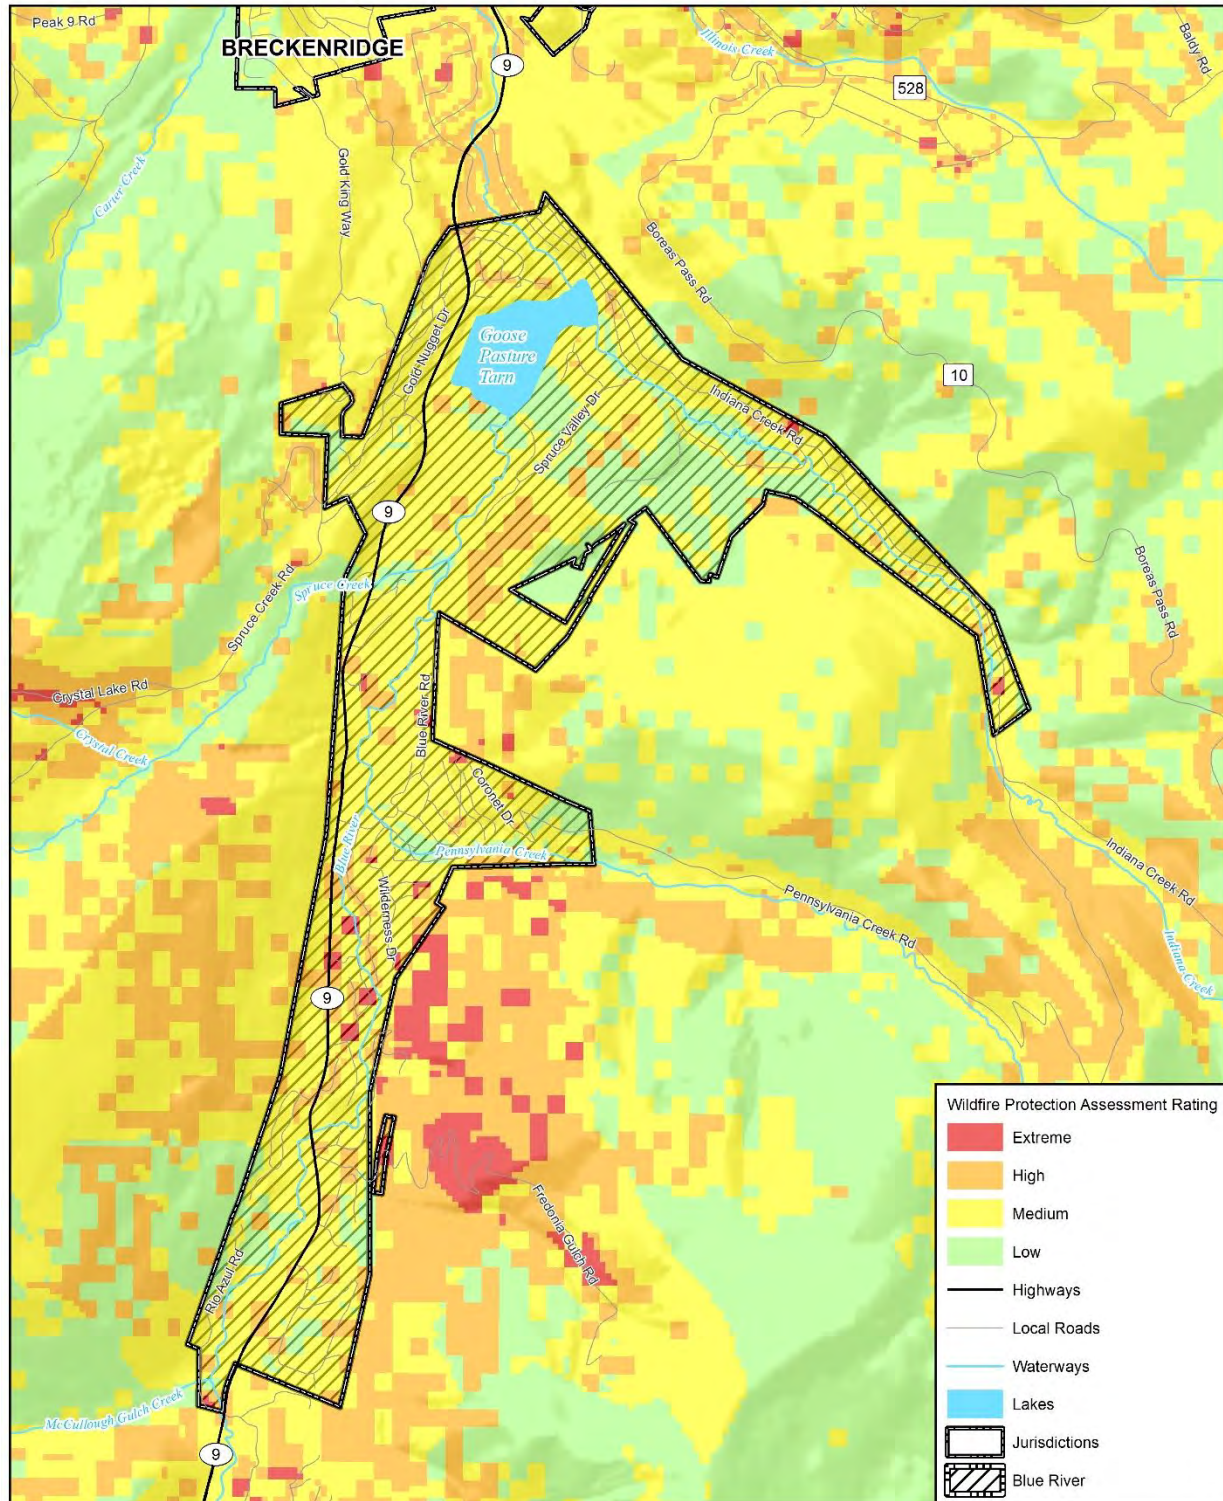 Peak 9 Rd
BRECKENRIDGE
9
Illinois Creek
Baldy Rd
528
Carter Creek
Gold King Way
Boreas Pass Rd
Gold Nugget Dr
Goose
Pasture
Tarn
10
Indiana Creek Rd
Spruce Valley Dr
9
Spruce Creek
Spruce Creek Rd
Boreas Pass Rd
Crystal Lake Rd
Crystal Creek
Blue River Rd
Coronet Dr
Blue River
Pennsylvania Creek
Wilderness Dr
Pennsylvania Creek Rd
Indiana Creek Rd
Indiana Creek
9
Fredonia Gulch Rd
Rio Azul Rd
McCullough Gulch Creek
9
Wildfire Protection Assessment Rating
Extreme
High
Medium
Low
Highways
Local Roads
Waterways
Lakes
Jurisdictions
Blue River